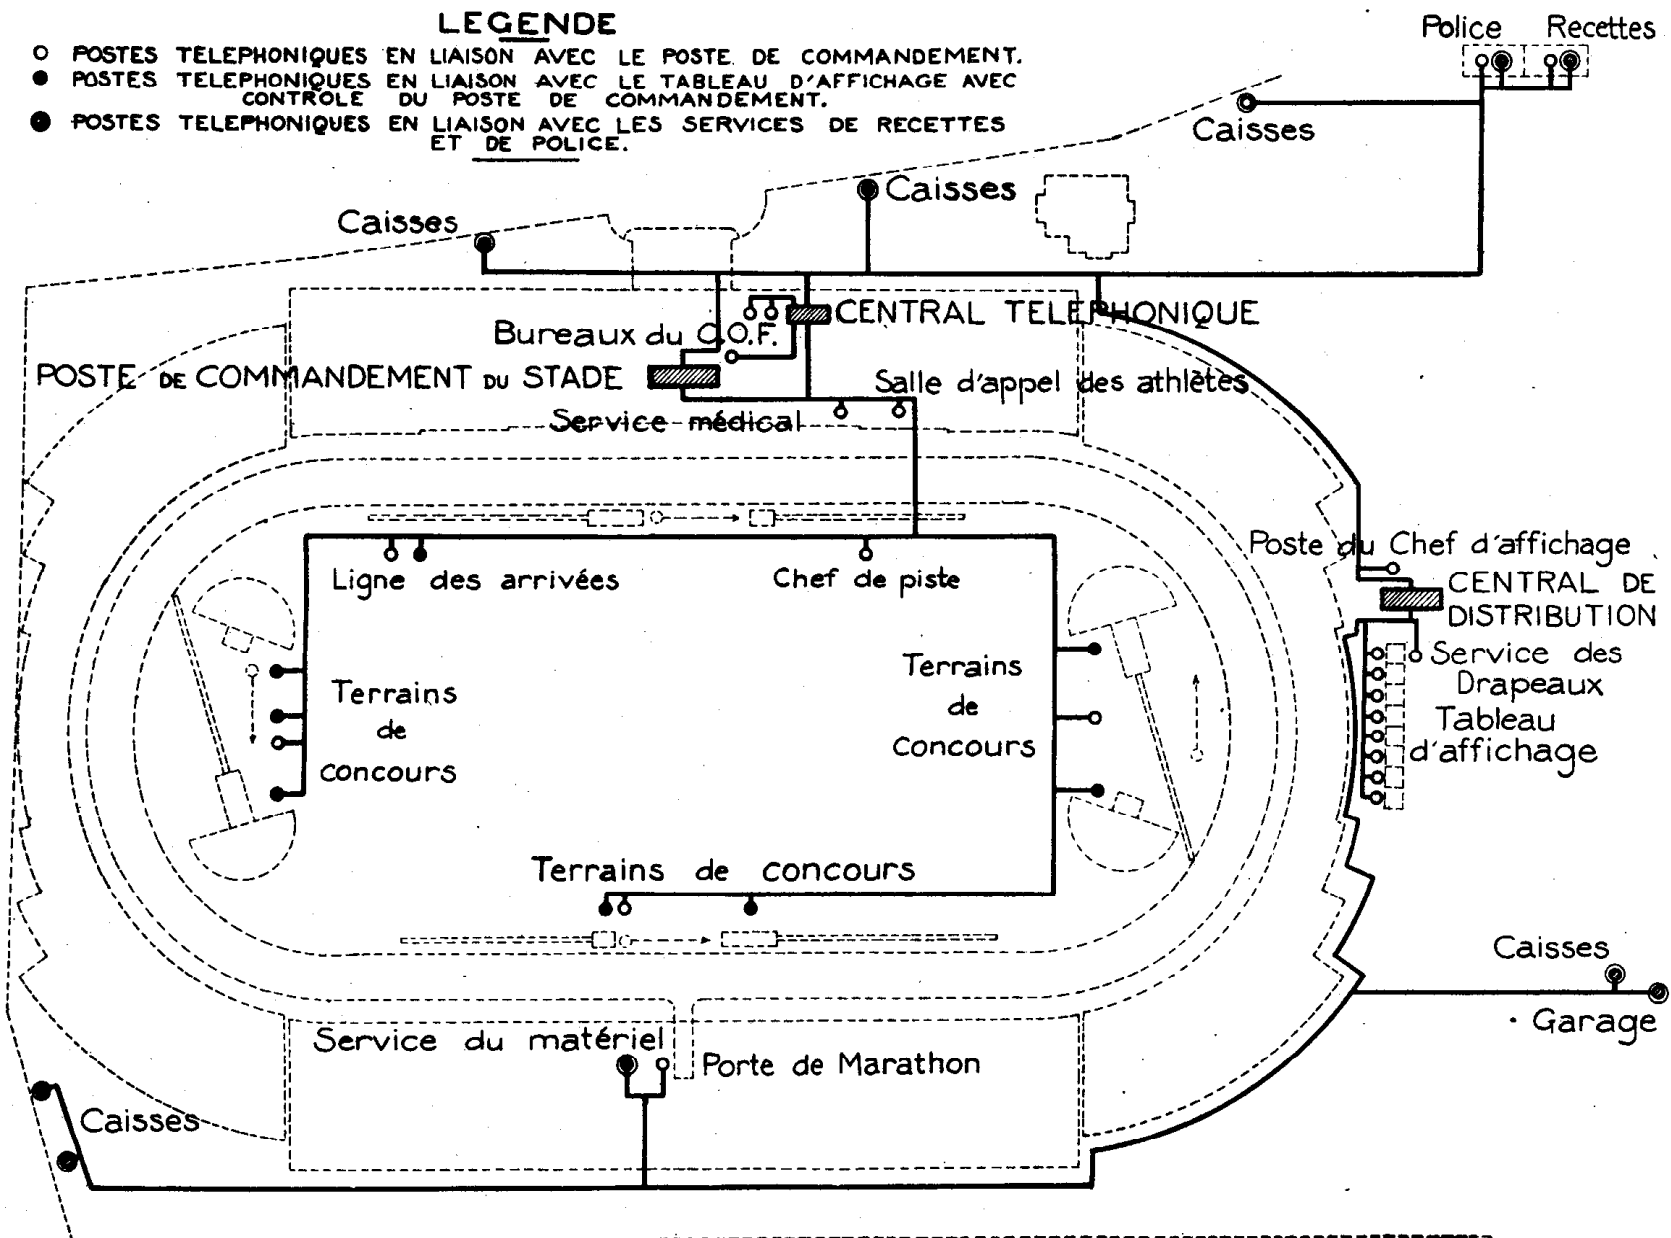 LEGENDE
POSTES TELEPHONIQUES EN LIAISON AVEC LE POSTE DE COMMANDEMENT.
POSTES TELEPHONIQUES EN LIAISON AVEC LE TABLEAU D'AFFICHAGE AVEC
CONTROLE DU POSTE DE COMMANDEMENT.
POSTES TELEPHONIQUES EN LIAISON AVEC LES SERVICES DE RECETTES
ET DE POLICE.
Police Recettes
Caisses
Caisses
Caisses
CENTRAL TELEPHONIQUE
Bureaux du C.O.F.
POSTE DE COMMANDEMENT DU STADE
Salle d'appel des athlètes
Service médical
Poste du Chef d'affichage
Ligne des arrivées
Chef de piste
CENTRAL DE
DISTRIBUTION
Service des
Drapeaux
Terrains
de
concours
Terrains
de
concours
Tableau
d'affichage
Terrains de concours
Caisses
Garage
Service du matériel
Porte de Marathon
Caisses